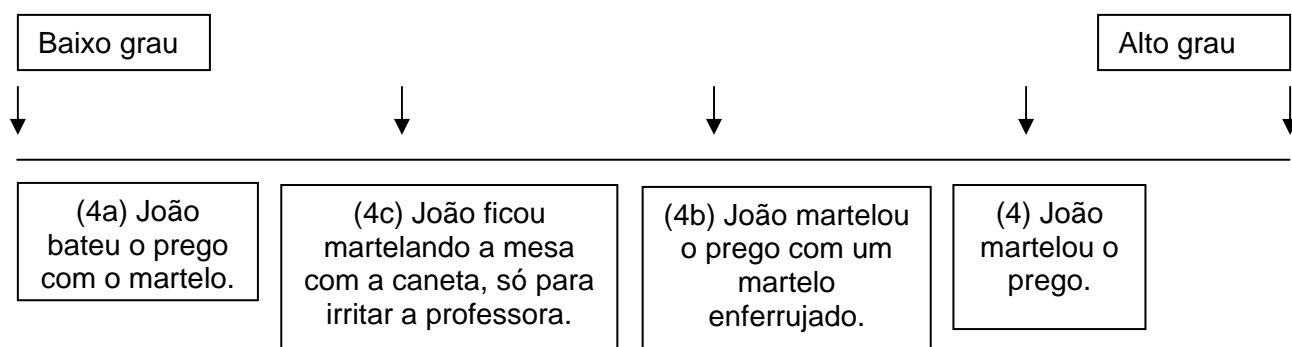 Baixo grau
Alto grau
(4a) João
bateu o prego
com o martelo.
(4c) João ficou
martelando a mesa
com a caneta, só para
irritar a professora.
(4b) João martelou
o prego com um
martelo
enferrujado.
(4) João
martelou o
prego.